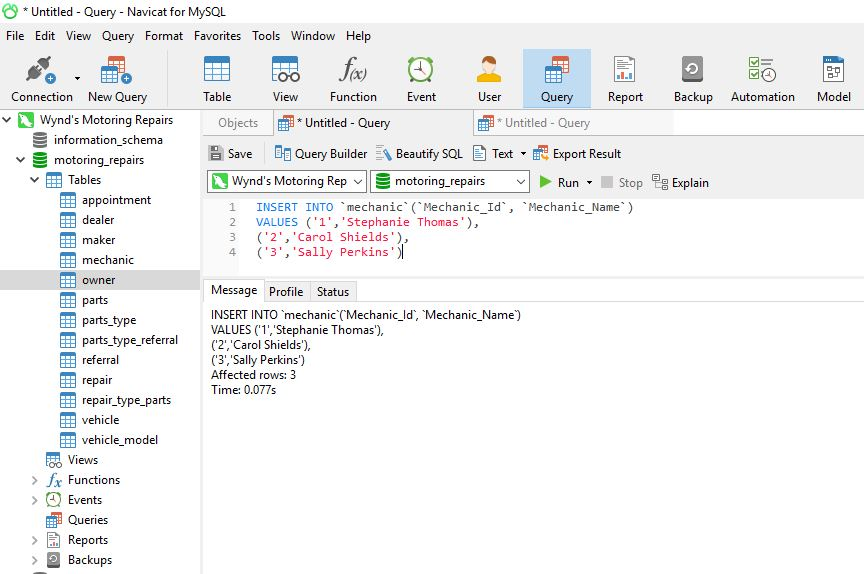 * Untitled - Query - Navicat for MySQL
File Edit View Query Format Favorites Tools Window Help
Connection New Query Table View f(x) Function Event User Query Report Backup Automation Model
Wynd's Motoring Repairs
information_schema
motoring_repairs
Tables
appointment
dealer
maker
mechanic
owner
parts
parts_type
parts_type_referral
referral
repair
repair_type_parts
vehicle
vehicle_model
Views
fx Functions
Events
Queries
Reports
Backups
Objects * Untitled - Query * Untitled - Query
Save Query Builder Beautify SQL Text Export Result
Wynd's Motoring Rep motoring_repairs Run Stop Explain
1 INSERT INTO `mechanic`(`Mechanic_Id`, `Mechanic_Name`)
2 VALUES ('1','Stephanie Thomas'),
3 ('2','Carol Shields'),
4 ('3','Sally Perkins')
Message Profile Status
INSERT INTO `mechanic`(`Mechanic_Id`, `Mechanic_Name`)
VALUES ('1','Stephanie Thomas'),
('2','Carol Shields'),
('3','Sally Perkins')
Affected rows: 3
Time: 0.077s